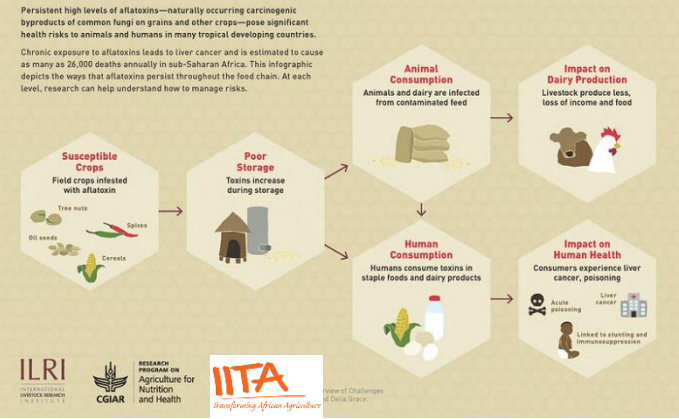 Persistent high levels of aflatoxins—naturally occurring carcinogenic
byproducts of common fungi on grains and other crops—pose significant
health risks to animals and humans in many tropical developing countries.
Chronic exposure to aflatoxins leads to liver cancer and is estimated to cause
as many as 26,000 deaths annually in sub-Saharan Africa. This infographic
depicts the ways that aflatoxins persist throughout the food chain. At each
level, research can help understand how to manage risks.
Susceptible
Crops
Field crops infested
with aflatoxin
Tree nuts
Spices
Oil seeds
Cereals
Poor
Storage
Toxins increase
during storage
Animal
Consumption
Animals and dairy are infected
from contaminated feed
Impact on
Dairy Production
Livestock produce less,
loss of income and food
Human
Consumption
Humans consume toxins in
staple foods and dairy products
Impact on
Human Health
Consumers experience liver
cancer, poisoning
Acute
poisoning
Liver
cancer
Linked to stunting and
immunosuppression
ILRI
INTERNATIONAL
LIVESTOCK RESEARCH
INSTITUTE
CGIAR
RESEARCH
PROGRAM ON
Agriculture for
Nutrition
and Health
IITA
Transforming African Agriculture
of Challenges
Delia Grace